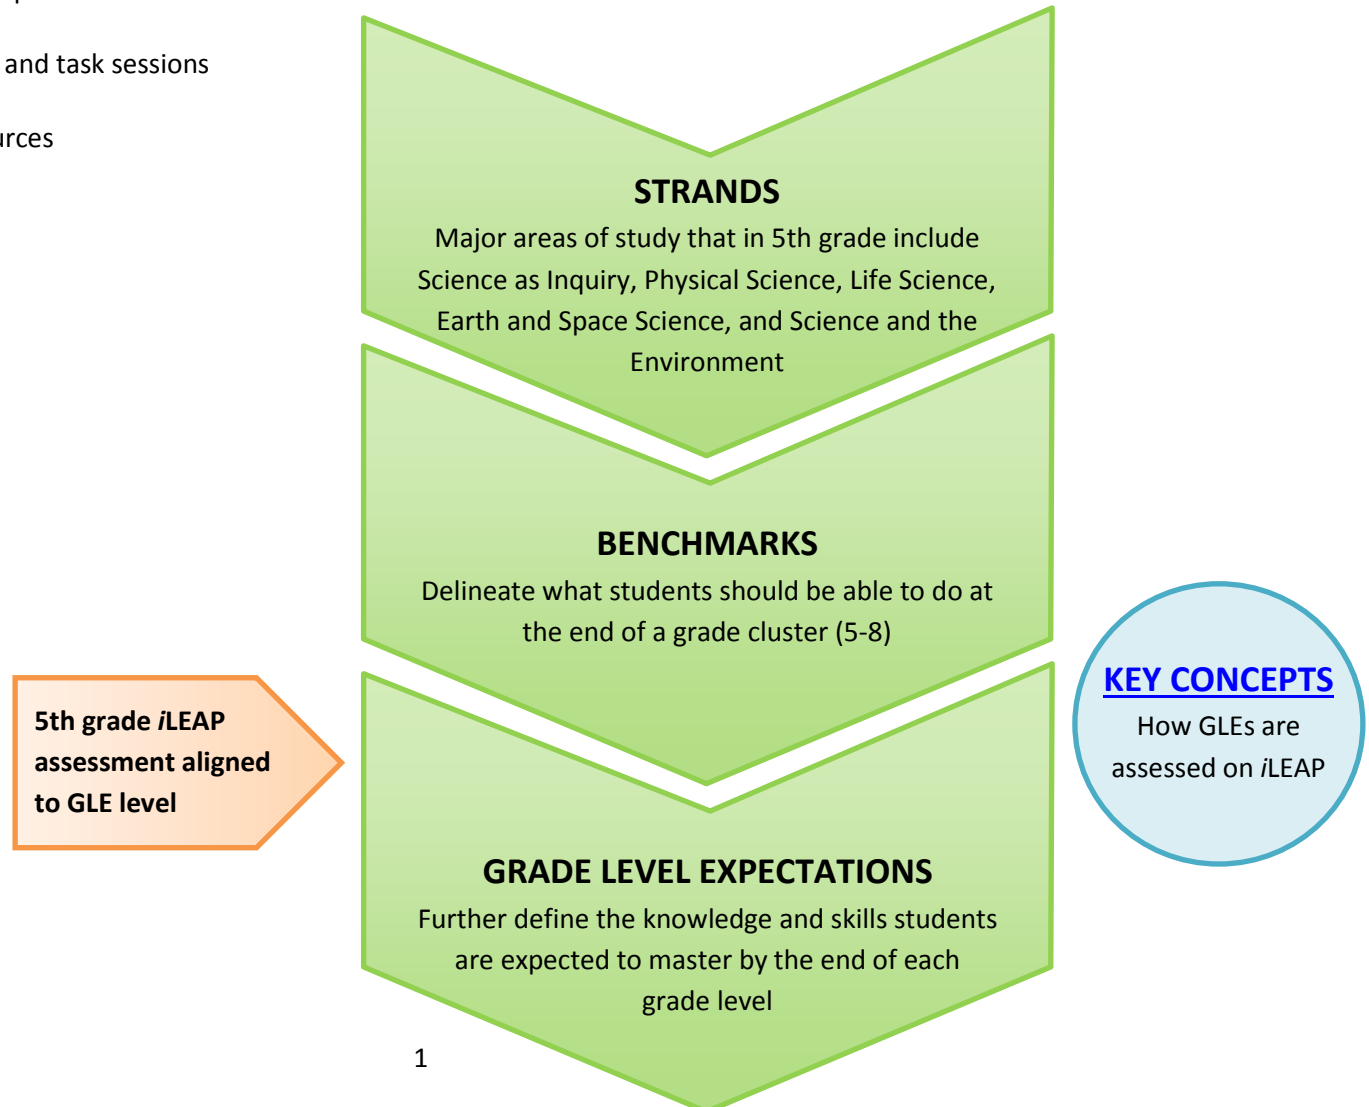 and task sessions
STRANDS
Major areas of study that in 5th grade include
Science as Inquiry, Physical Science, Life Science,
Earth and Space Science, and Science and the
Environment
BENCHMARKS
Delineate what students should be able to do at
the end of a grade cluster (5-8)
KEY CONCEPTS
How GLEs are
assessed on iLEAP
5th grade iLEAP
assessment aligned
to GLE level
GRADE LEVEL EXPECTATIONS
Further define the knowledge and skills students
are expected to master by the end of each
grade level
1